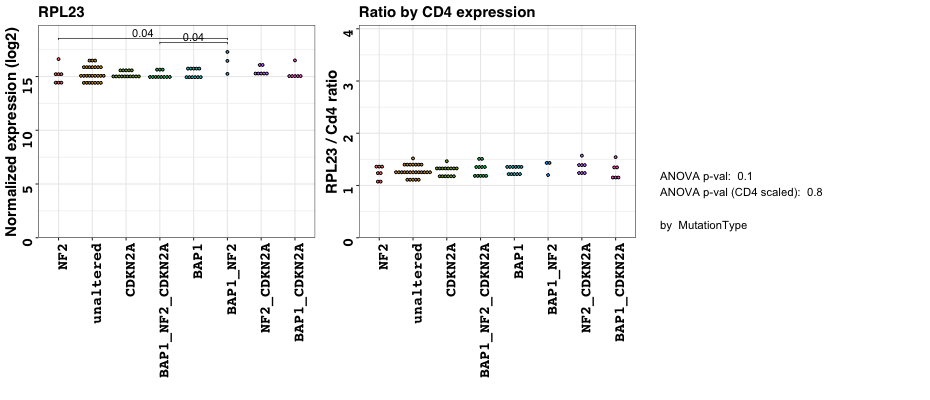 RPL23
Ratio by CD4 expression
Normalized expression (log2)
0
5
10
15
0.04
0.04
NF2
unaltered
CDKN2A
BAP1_NF2_CDKN2A
BAP1
BAP1_NF2
NF2_CDKN2A
BAP1_CDKN2A
RPL23 / Cd4 ratio
0
1
2
3
4
NF2
unaltered
CDKN2A
BAP1_NF2_CDKN2A
BAP1
BAP1_NF2
NF2_CDKN2A
BAP1_CDKN2A
ANOVA p-val: 0.1
ANOVA p-val (CD4 scaled): 0.8
by MutationType